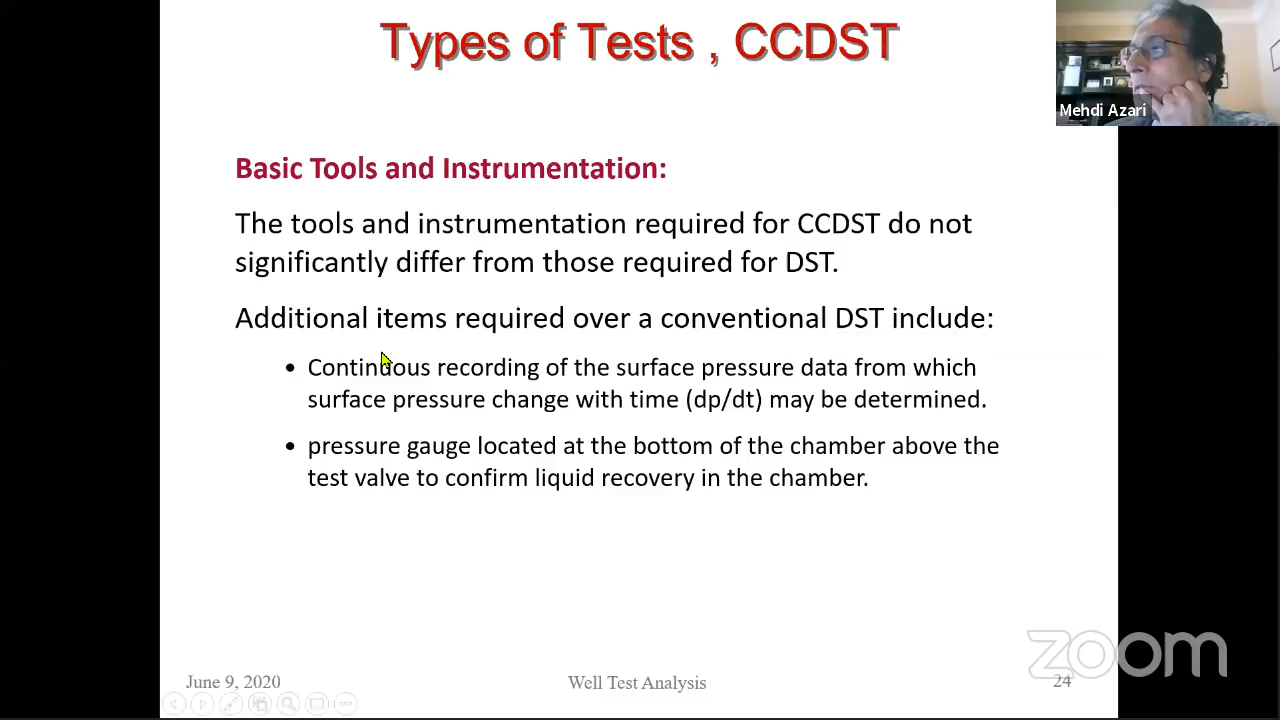 Types of Tests , CCDST
Mehdi Azari
Basic Tools and Instrumentation:
The tools and instrumentation required for CCDST do not
significantly differ from those required for DST.
Additional items required over a conventional DST include:
• Continuous recording of the surface pressure data from which
surface pressure change with time (dp/dt) may be determined.
• pressure gauge located at the bottom of the chamber above the
test valve to confirm liquid recovery in the chamber.
zoom
June 9, 2020
Well Test Analysis
24